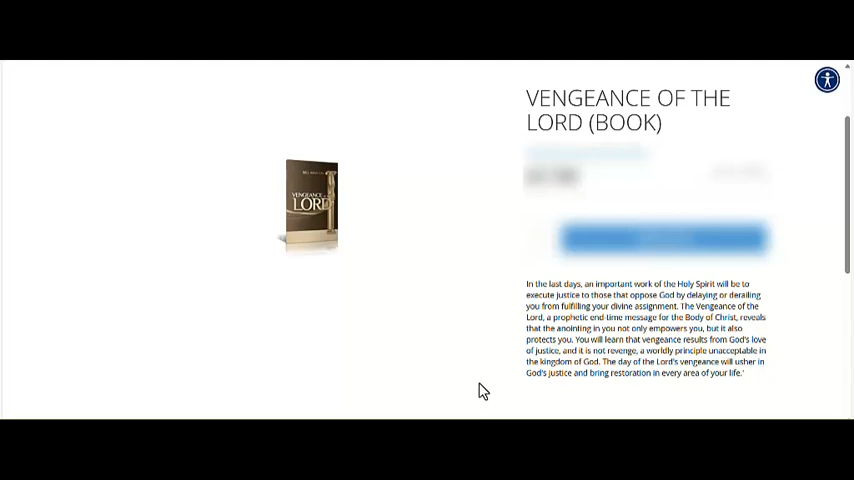 VENGEANCE OF THE
LORD (BOOK)
VENGEANCE
LORD
In the last days, an important work of the Holy Spirit will be to
execute justice to those that oppose God by delaying or derailing
you from fulfilling your divine assignment. The Vengeance of the
Lord, a prophetic end-time message for the Body of Christ, reveals
that the anointing in you not only empowers you, but it also
protects you. You will learn that vengeance results from God's love
of justice, and it is not revenge, a worldly principle unacceptable in
the kingdom of God. The day of the Lord's vengeance will usher in
God's justice and bring restoration in every area of your life.'